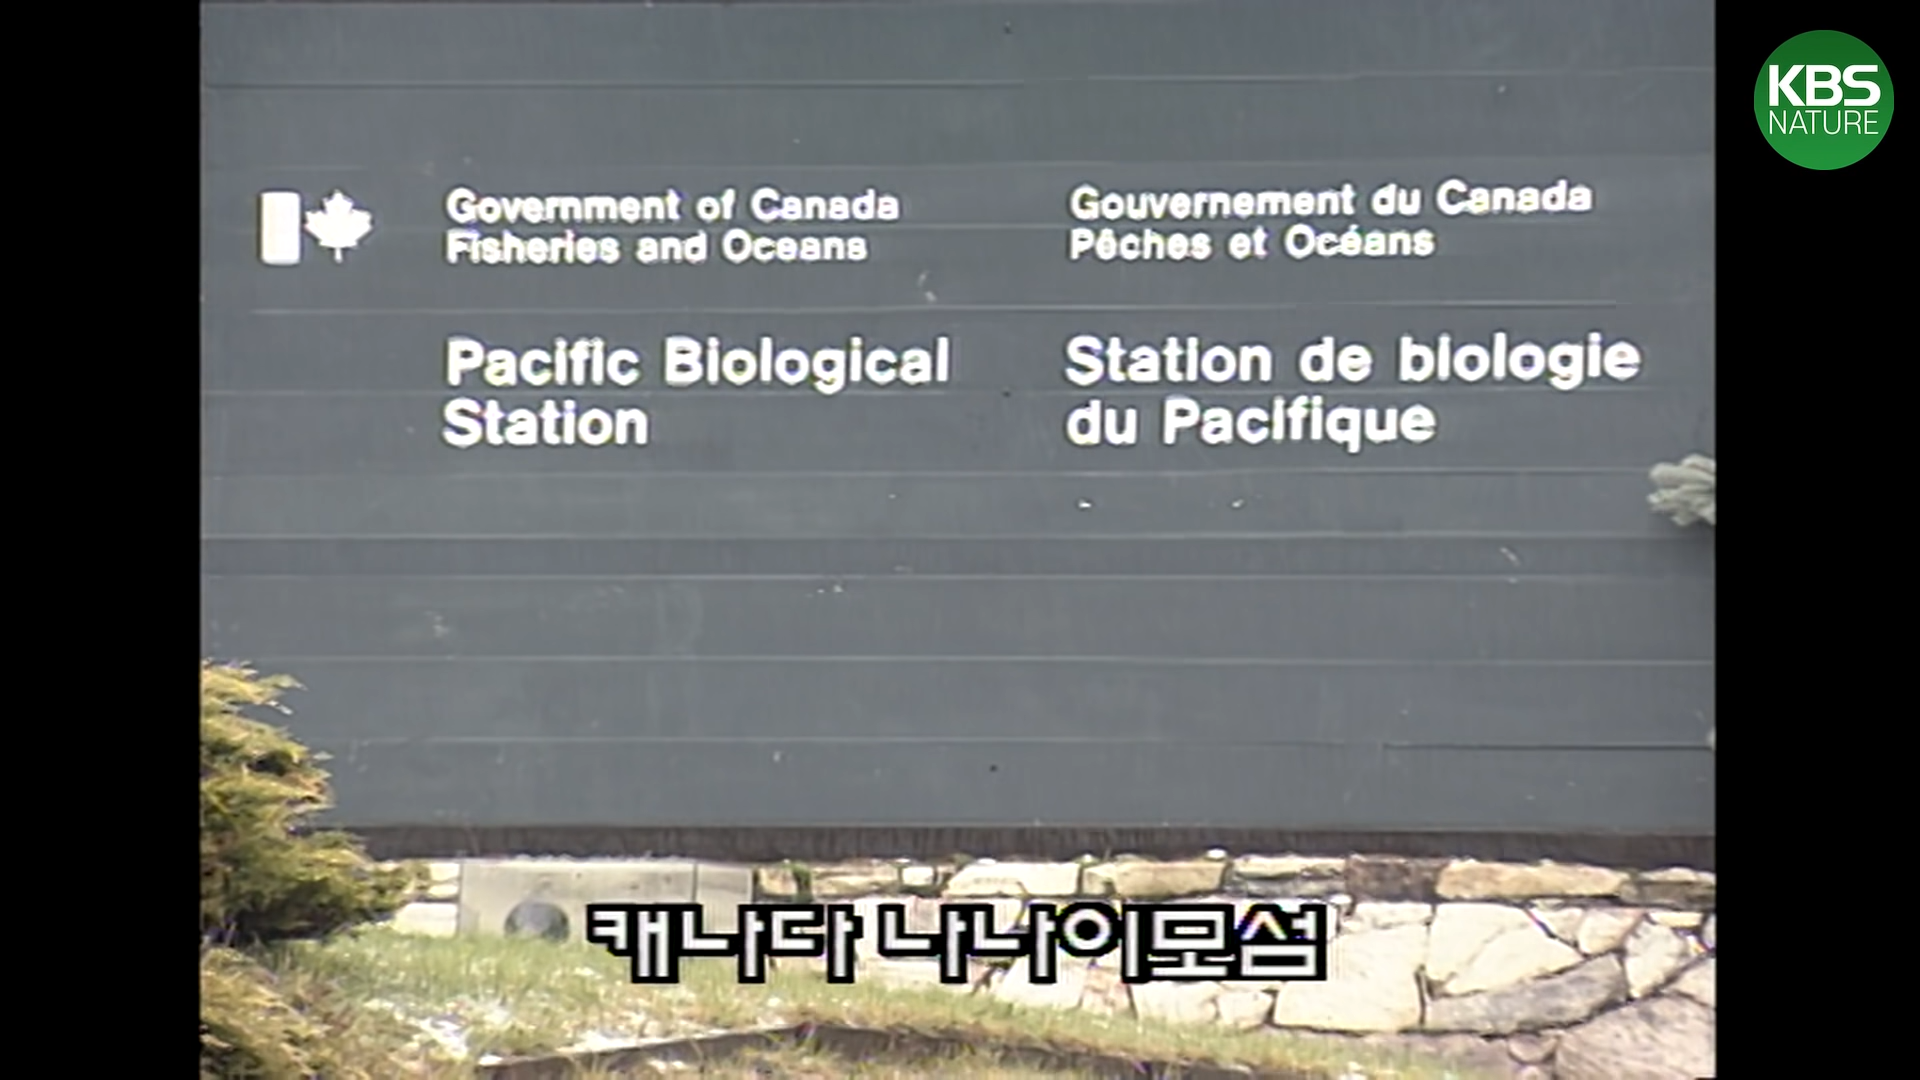 KBS
NATURE
Government of Canada
Fisheries and Oceans
Gouvernement du Canada
Pêches et Océans
Pacific Biological
Station
Station de biologie
du Pacifique
캐나다 나나이모섬